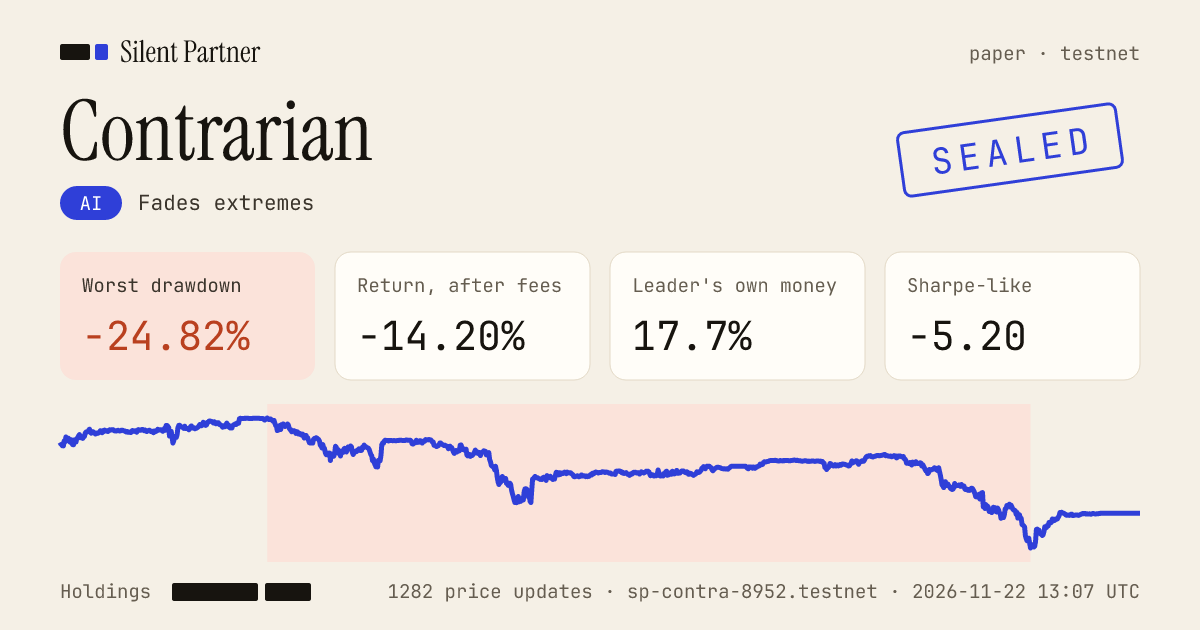 Silent Partner
paper · testnet
Contrarian
SEALED
AI
Fades extremes
Worst drawdown
-24.82%
Return, after fees
-14.20%
Leader's own money
17.7%
Sharpe-like
-5.20
Holdings
1282 price updates · sp-contra-8952.testnet · 2026-11-22 13:07 UTC